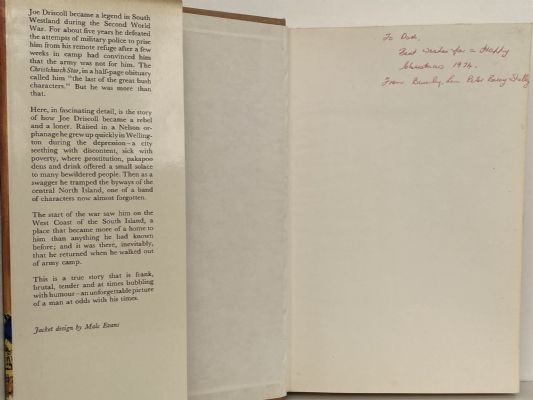 Joe Driscoll became a legend in South
Westland during the Second World
War. For about five years he defeated
the attempts of military police to prise
him from his remote refuge after a few
weeks in camp had convinced him
that the army was not for him. The
Christchurch Star, in a half-page obituary
called him "the last of the great bush
characters." But he was more than
that.
Here, in fascinating detail, is the story
of how Joe Driscoll became a rebel
and a loner. Raised in a Nelson or-
phanage he grew up quickly in Welling-
ton during the depression – a city
seething with discontent, sick with
poverty, where prostitution, pakapoo
dens and drink offered a small solace
to many bewildered people. Then as a
swagger he tramped the byways of the
central North Island, one of a band
of characters now almost forgotten.
The start of the war saw him on the
West Coast of the South Island, a
place that became more of a home to
him than anything he had known
before; and it was there, inevitably,
that he returned when he walked out
of army camp.
This is a true story that is frank,
brutal, tender and at times bubbling
with humour – an unforgettable picture
of a man at odds with his times.
Jacket design by Male Evans
To Dad,
Best wishes for a Happy
Christmas 1974.
From Beverly, Peter